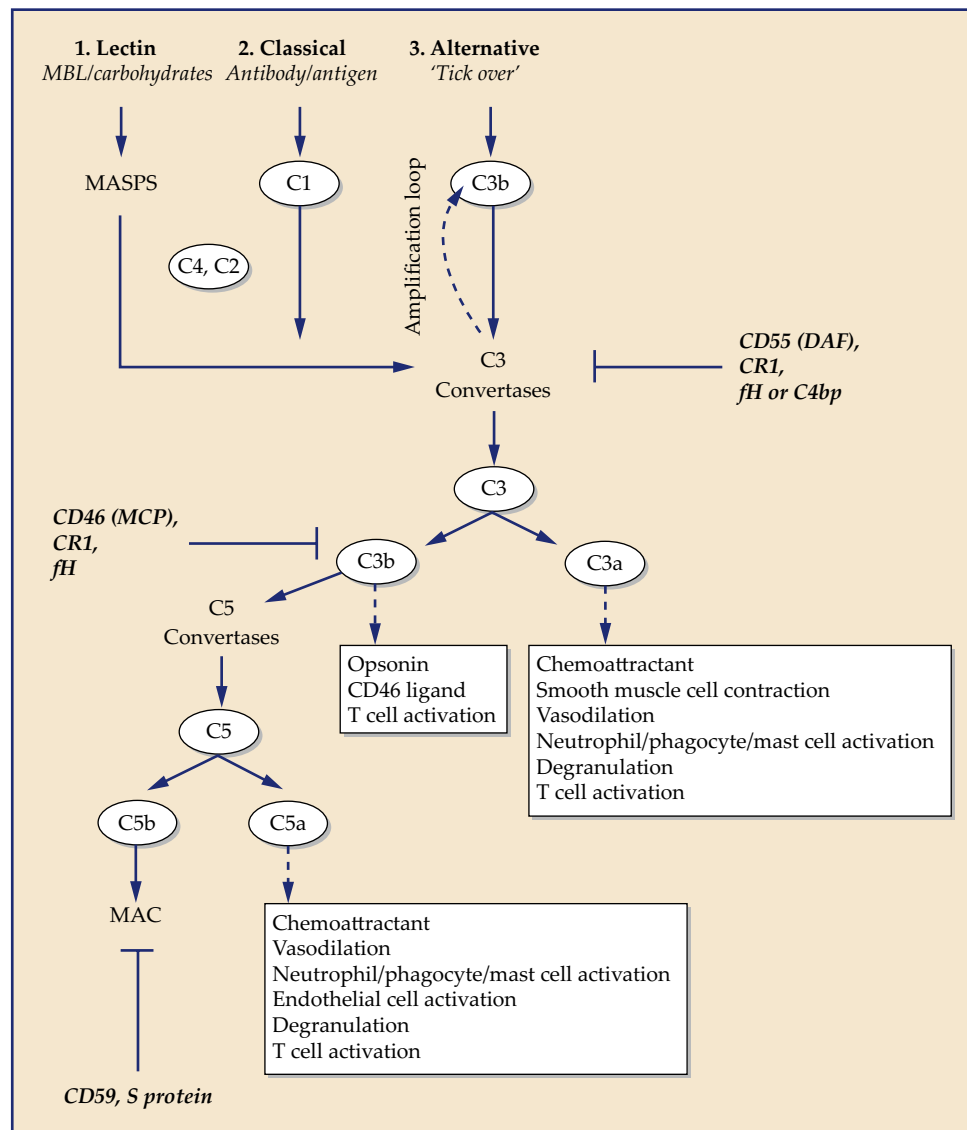 1. Lectin
MBL/carbohydrates
2. Classical
Antibody/antigen
3. Alternative
‘Tick over’
MASPS
C1
C3b
Amplification loop
C4, C2
C3
Convertases
CD55 (DAF),
CR1,
fH or C4bp
C3
CD46 (MCP),
CR1,
fH
C3b
C3a
C5
Convertases
Opsonin
CD46 ligand
T cell activation
Chemoattractant
Smooth muscle cell contraction
Vasodilation
Neutrophil/phagocyte/mast cell activation
Degranulation
T cell activation
C5
C5b
C5a
MAC
Chemoattractant
Vasodilation
Neutrophil/phagocyte/mast cell activation
Endothelial cell activation
Degranulation
T cell activation
CD59, S protein